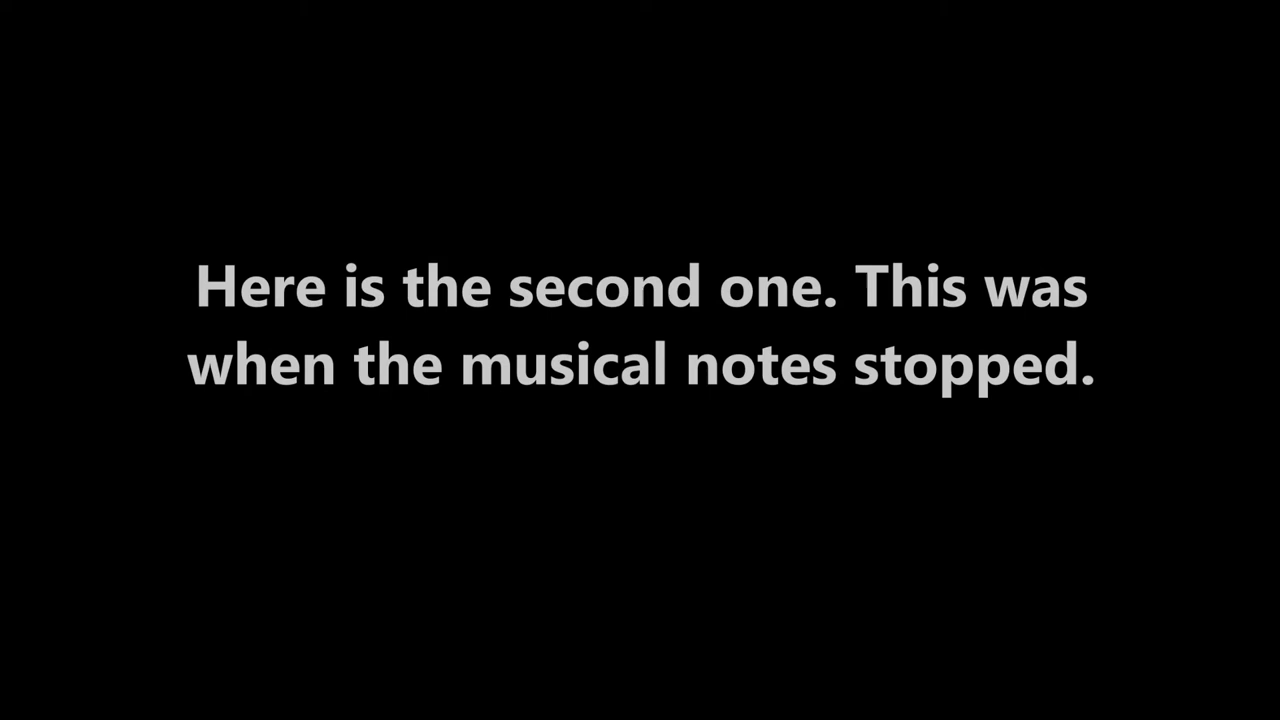 Here is the second one. This was
when the musical notes stopped.